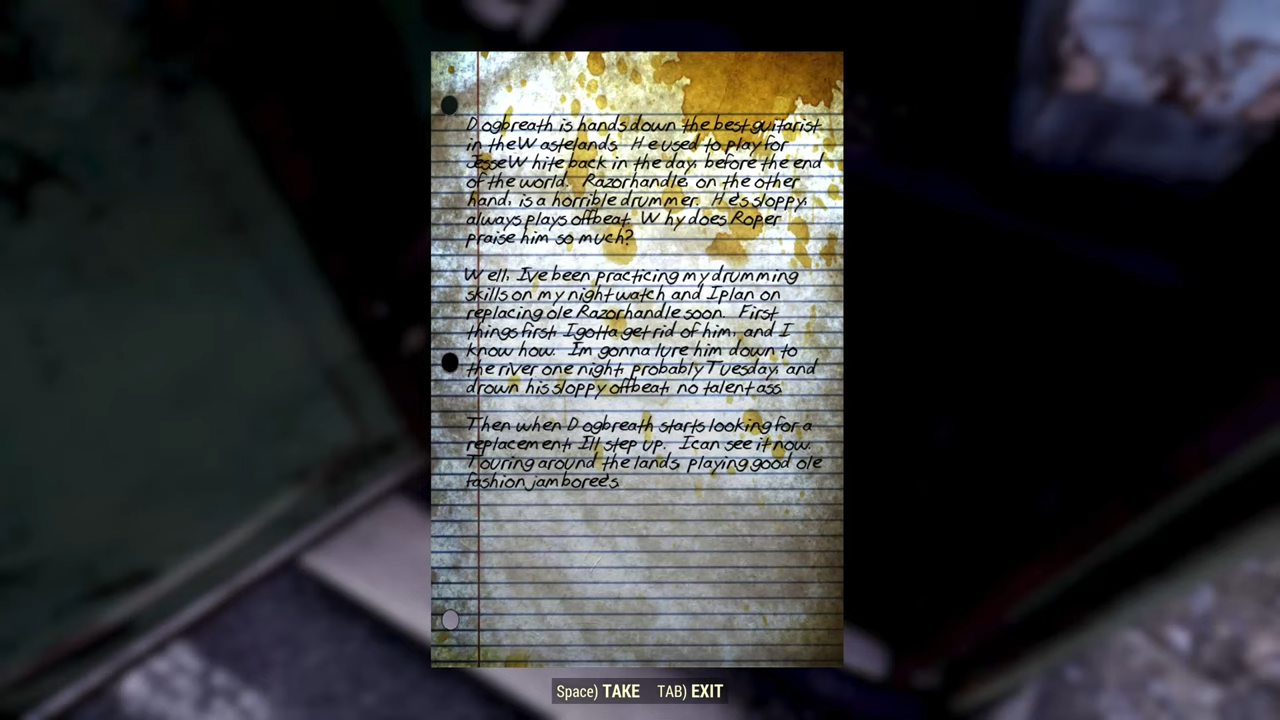 Dogbreath is hands down the best guitarist
in the Wastelands. He used to play for
Jesse White back in the day, before the end
of the world. Razorhandle, on the other
hand, is a horrible drummer. He's sloppy,
always plays offbeat. Why does Roper
praise him so much?
Well, I've been practicing my drumming
skills on my night watch and I plan on
replacing ole Razorhandle soon. First
things first, I gotta get rid of him, and I
know how. I'm gonna lure him down to
the river one night, probably Tuesday, and
drown his sloppy, offbeat, no talent ass.
Then when Dogbreath starts looking for a
replacement, I'll step up. I can see it now.
Touring around the lands, playing good ole
fashion jamboree's.
Space) TAKE TAB) EXIT